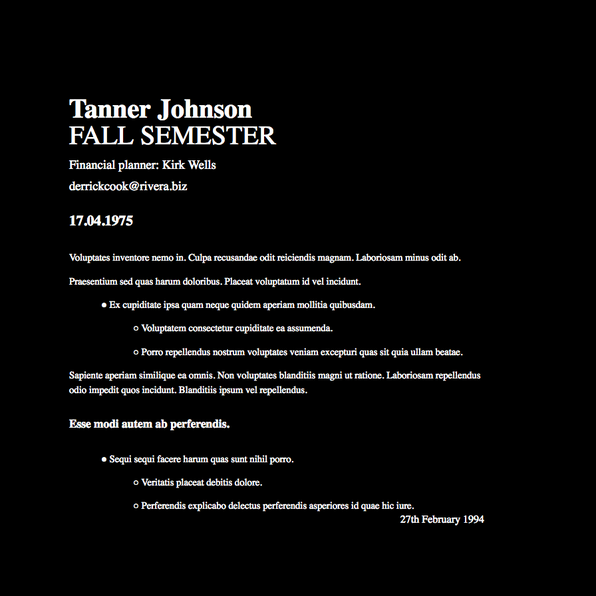 Tanner Johnson
FALL SEMESTER
Financial planner: Kirk Wells
derrickcook@rivera.biz
17.04.1975
Voluptates inventore nemo in. Culpa recusandae odit reiciendis magnam. Laboriosam minus odit ab.
Praesentium sed quas harum doloribus. Placeat voluptatum id vel incidunt.
Ex cupiditate ipsa quam neque quidem aperiam mollitia quibusdam.
Voluptatem consectetur cupiditate ea assumenda.
Porro repellendus nostrum voluptates veniam excepturi quas sit quia ullam beatae.
Sapiente aperiam similique ea omnis. Non voluptates blanditiis magni ut ratione. Laboriosam repellendus
odio impedit quos incidunt. Blanditiis ipsum vel repellendus.
Esse modi autem ab perferendis.
Sequi sequi facere harum quas sunt nihil porro.
Veritatis placeat debitis dolore.
Perferendis explicabo delectus perferendis asperiores id quae hic iure.
27th February 1994